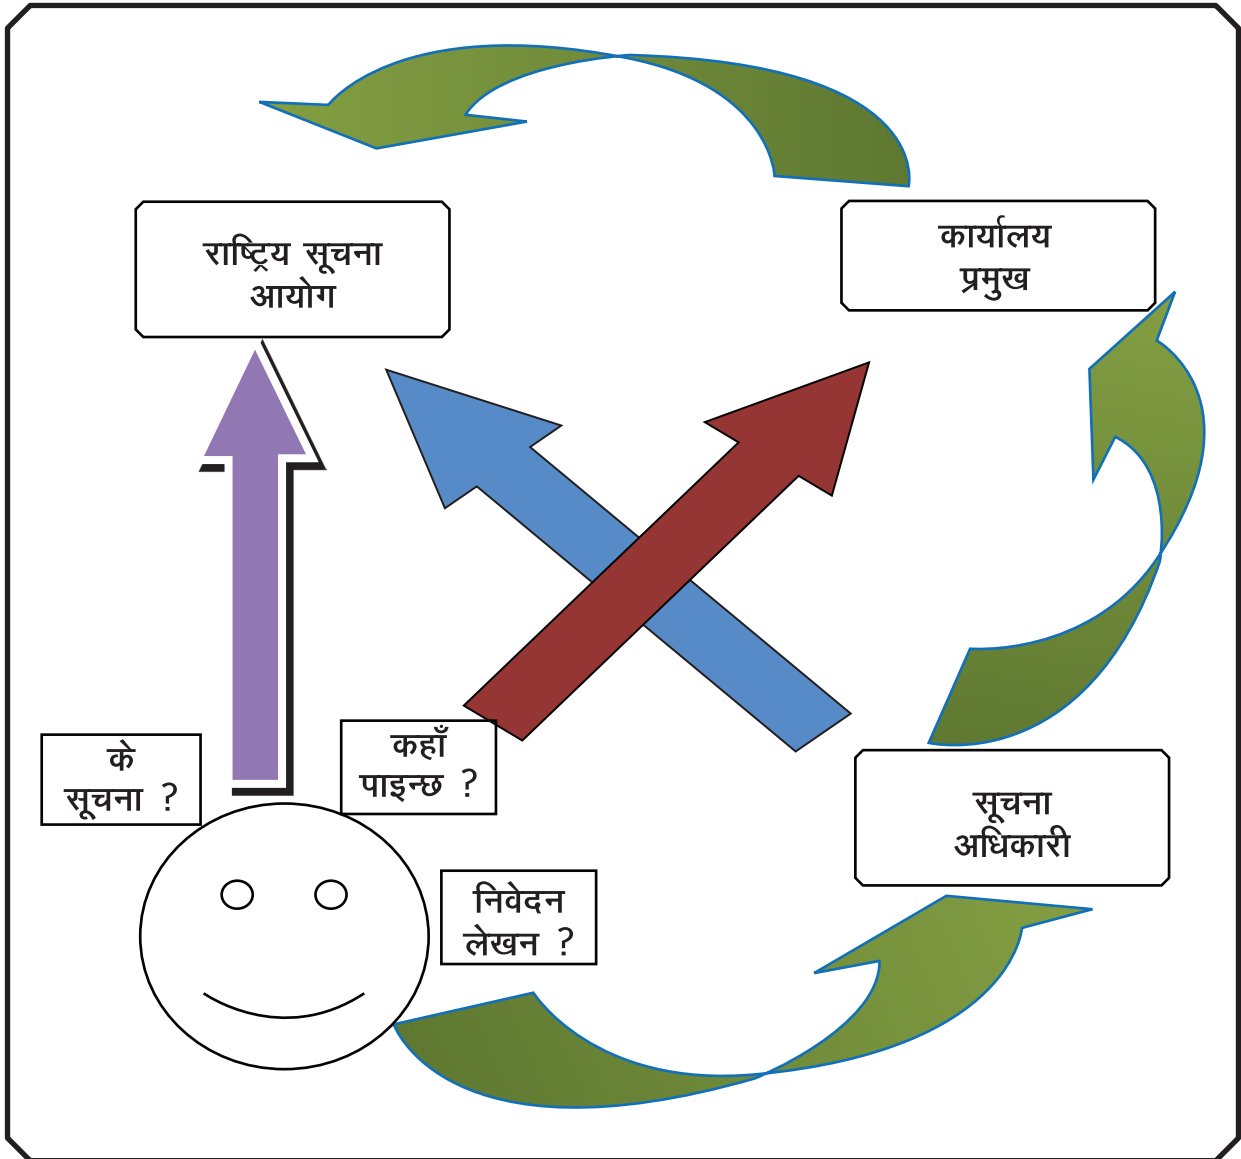 राष्ट्रिय सूचना
आयोग
कार्यालय
प्रमुख
के
सूचना ?
कहाँ
पाइन्छ ?
सूचना
अधिकारी
निवेदन
लेखन ?